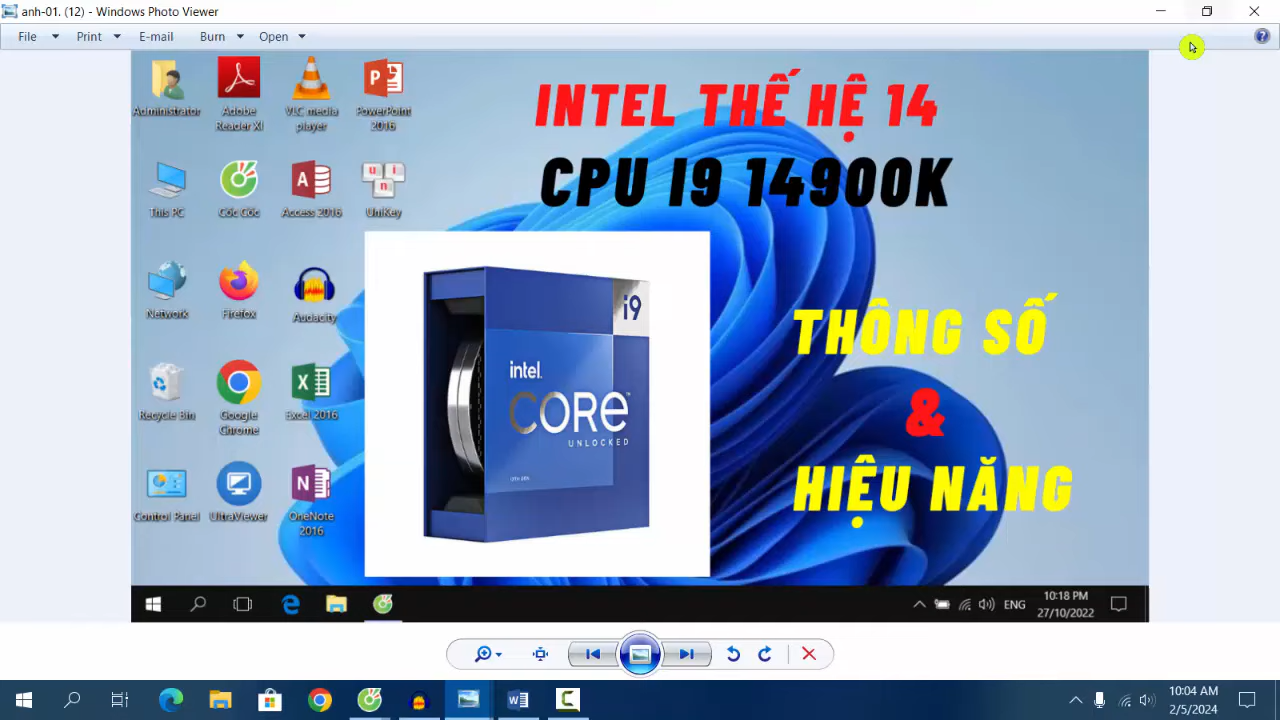 anh-01. (12) - Windows Photo Viewer
File Print E-mail Burn Open
Administrator
Adobe Reader XI
VLC media player
PowerPoint 2016
INTEL THẾ HỆ 14
CPU I9 14900K
This PC
Cốc Cốc
Access 2016
UniKey
Network
Firefox
Audacity
i9
intel.
CORE™
UNLOCKED
THÔNG SỐ
&
HIỆU NĂNG
Recycle Bin
Google Chrome
Excel 2016
Control Panel
UltraViewer
OneNote 2016
ENG
10:18 PM
27/10/2022
10:04 AM
2/5/2024